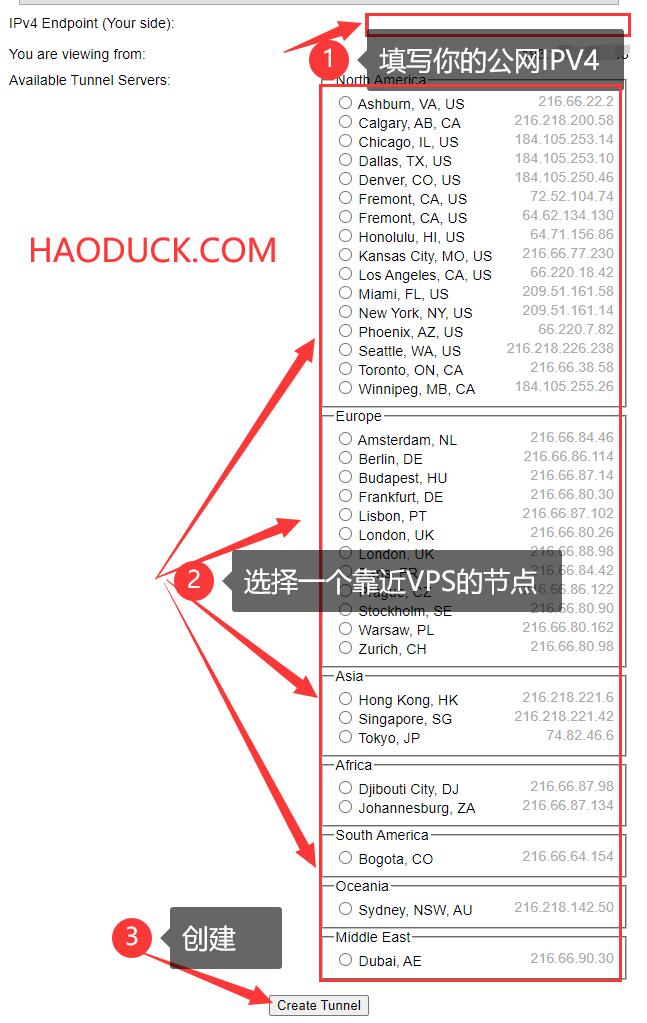 IPv4 Endpoint (Your side):
You are viewing from:
1 填写你的公网IPV4
Available Tunnel Servers:
North America
Ashburn, VA, US 216.66.22.2
Calgary, AB, CA 216.218.200.58
Chicago, IL, US 184.105.253.14
Dallas, TX, US 184.105.253.10
Denver, CO, US 184.105.250.46
Fremont, CA, US 72.52.104.74
Fremont, CA, US 64.62.134.130
Honolulu, HI, US 64.71.156.86
HAODUCK.COM
Kansas City, MO, US 216.66.77.230
Los Angeles, CA, US 66.220.18.42
Miami, FL, US 209.51.161.58
New York, NY, US 209.51.161.14
Phoenix, AZ, US 66.220.7.82
Seattle, WA, US 216.218.226.238
Toronto, ON, CA 216.66.38.58
Winnipeg, MB, CA 184.105.255.26
Europe
Amsterdam, NL 216.66.84.46
Berlin, DE 216.66.86.114
Budapest, HU 216.66.87.14
Frankfurt, DE 216.66.80.30
Lisbon, PT 216.66.87.102
London, UK 216.66.80.26
London, UK 216.66.88.98
216.66.84.42
2 选择一个靠近VPS的节点
Prague, CZ 216.66.86.122
Stockholm, SE 216.66.80.90
Warsaw, PL 216.66.80.162
Zurich, CH 216.66.80.98
Asia
Hong Kong, HK 216.218.221.6
Singapore, SG 216.218.221.42
Tokyo, JP 74.82.46.6
Africa
Djibouti City, DJ 216.66.87.98
Johannesburg, ZA 216.66.87.134
South America
Bogota, CO 216.66.64.154
Oceania
Sydney, NSW, AU 216.218.142.50
3 创建
Middle East
Dubai, AE 216.66.90.30
Create Tunnel